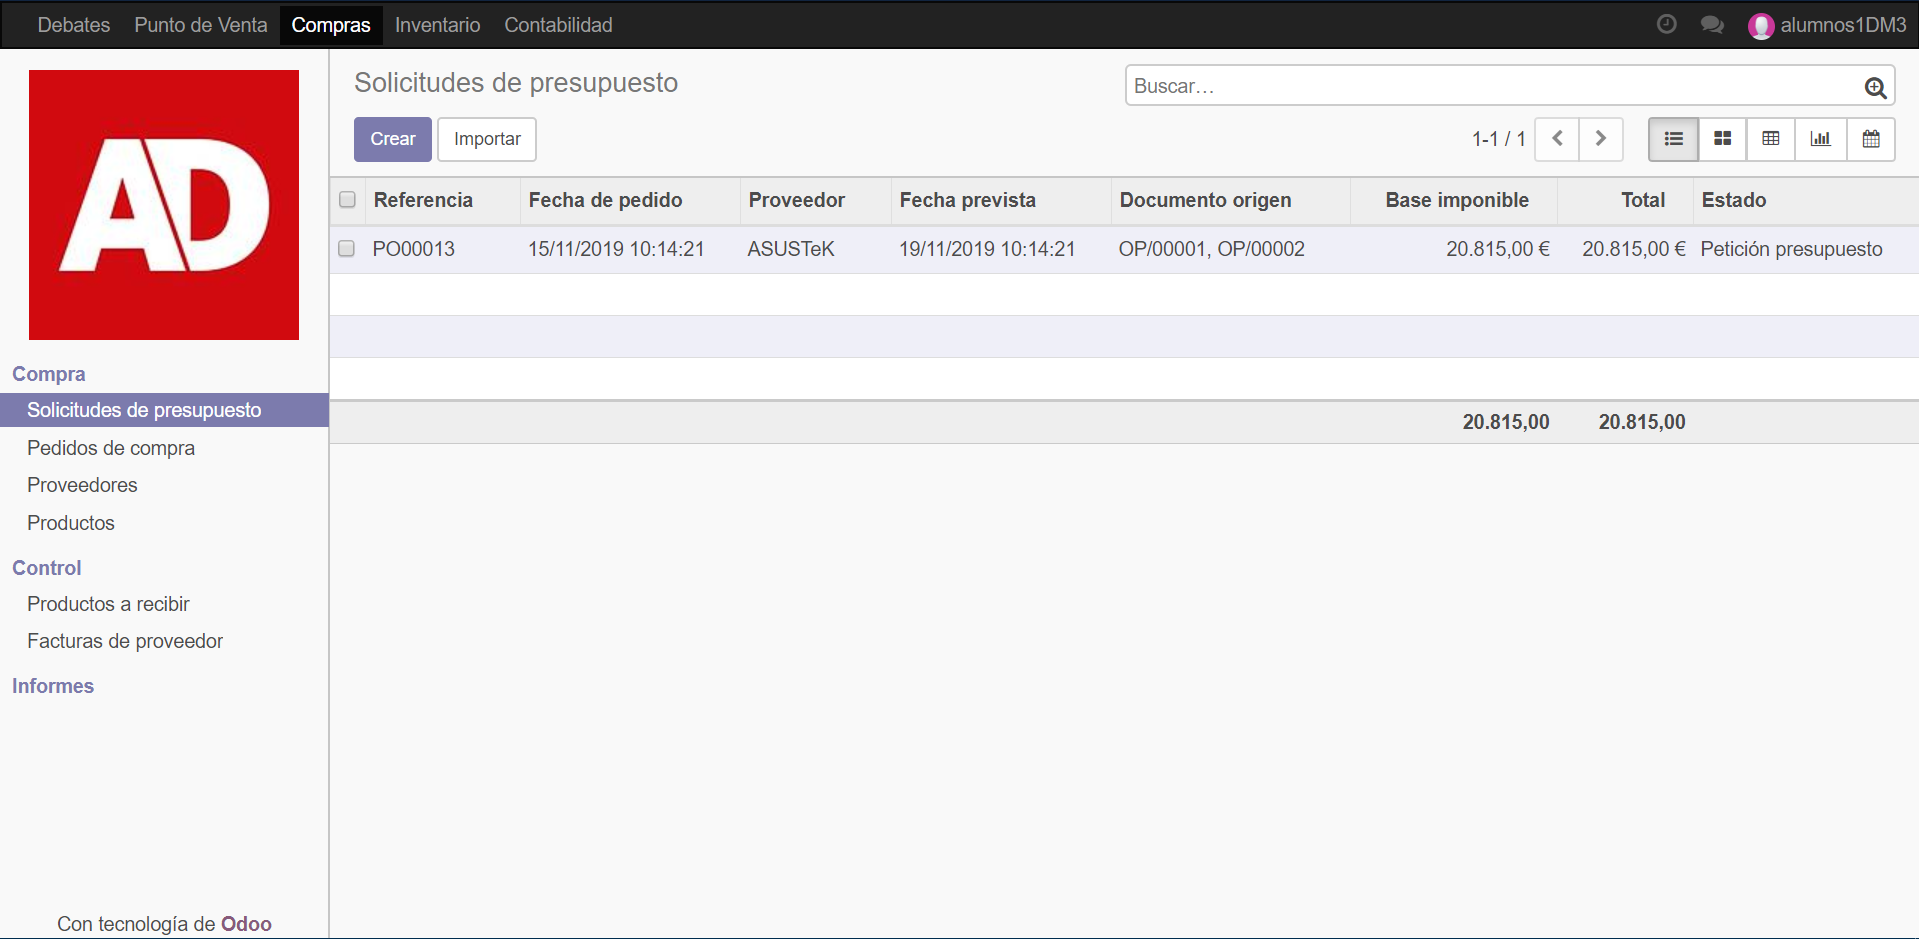 Debates Punto de Venta Compras Inventario Contabilidad alumnos1DM3
AD
Solicitudes de presupuesto
Buscar...
Crear Importar
1-1 / 1
Referencia Fecha de pedido Proveedor Fecha prevista Documento origen Base imponible Total Estado
PO00013 15/11/2019 10:14:21 ASUSTeK 19/11/2019 10:14:21 OP/00001, OP/00002 20.815,00 € 20.815,00 € Petición presupuesto
20.815,00 20.815,00
Compra
Solicitudes de presupuesto
Pedidos de compra
Proveedores
Productos
Control
Productos a recibir
Facturas de proveedor
Informes
Con tecnología de Odoo